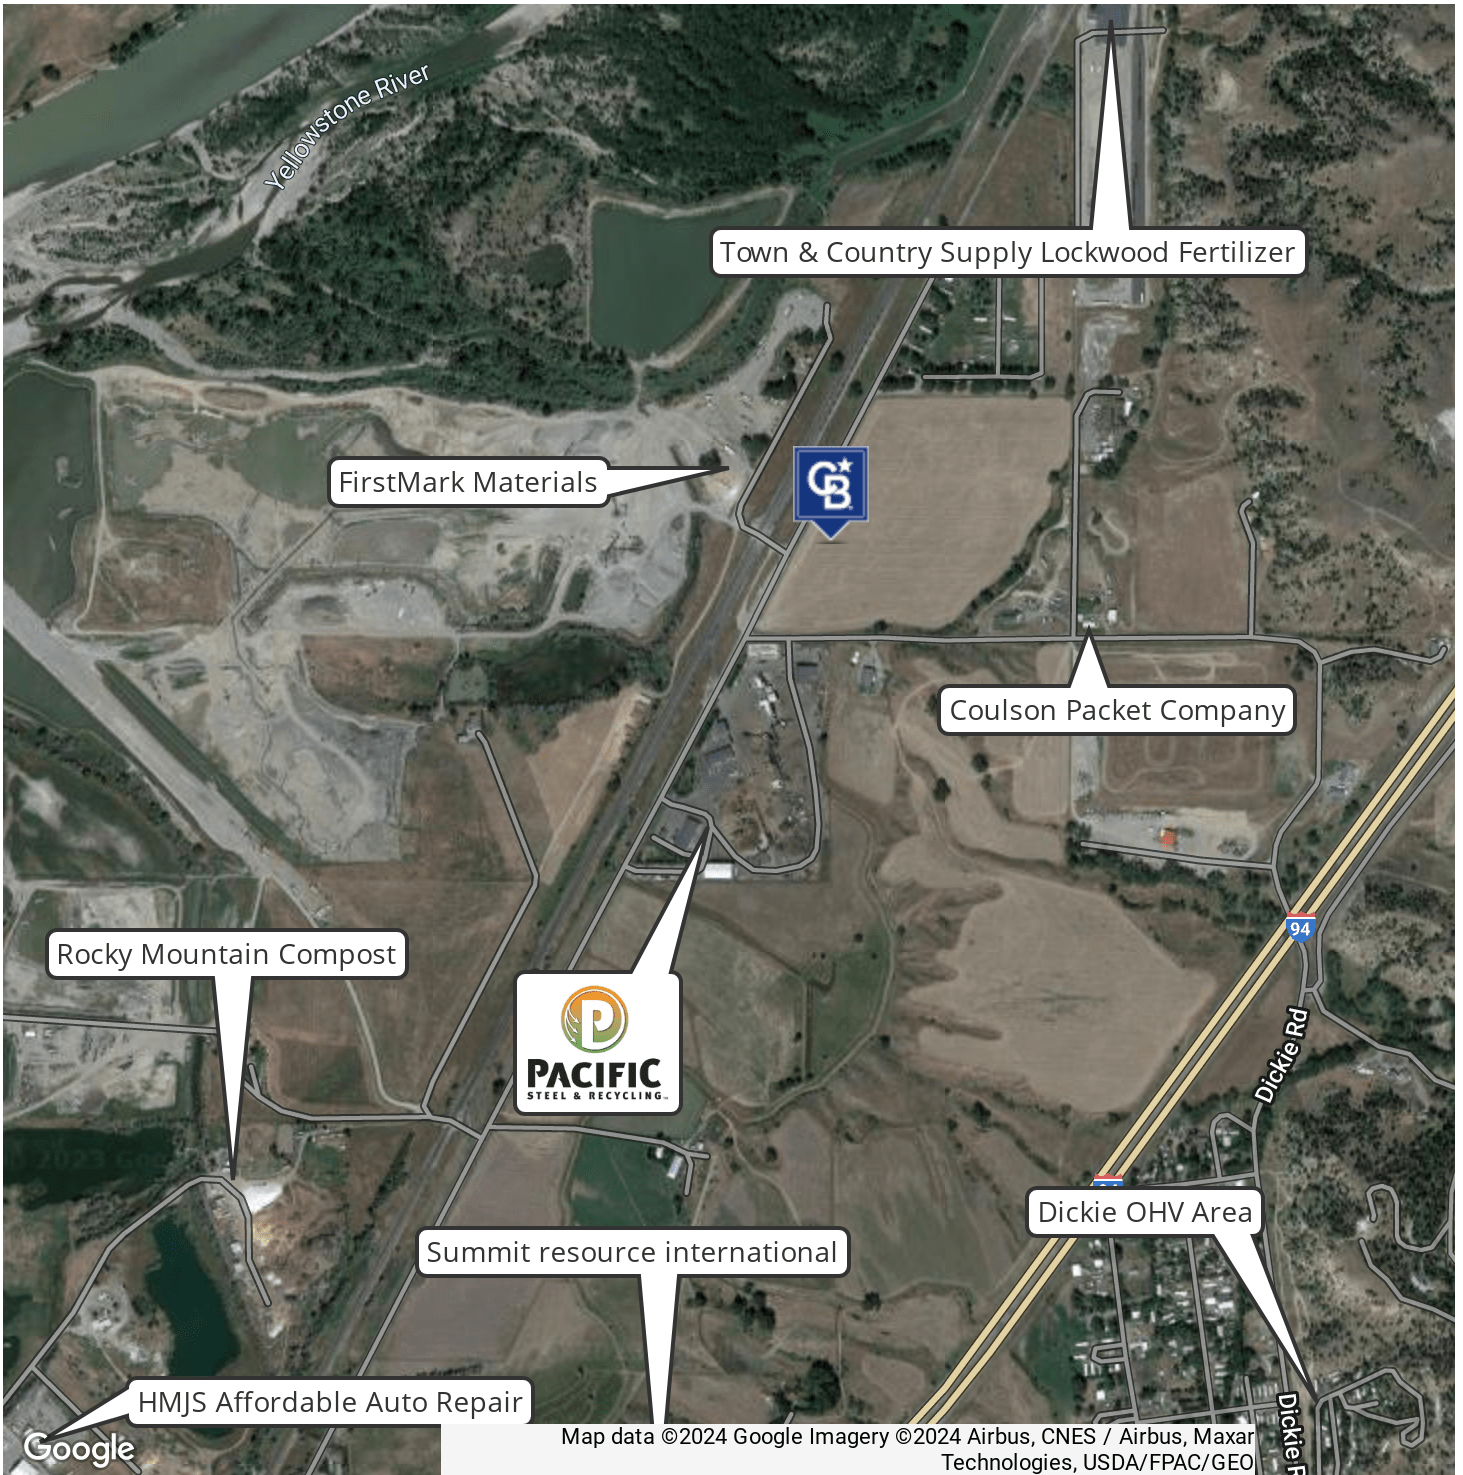 Yellowstone River
Town & Country Supply Lockwood Fertilizer
FirstMark Materials
CB
Coulson Packet Company
94
Rocky Mountain Compost
P
PACIFIC
STEEL & RECYCLING
Dickie Rd
Dickie OHV Area
Summit resource international
HMJS Affordable Auto Repair
Dickie
Google
Map data ©2024 Google Imagery ©2024 Airbus, CNES / Airbus, Maxar
Technologies, USDA/FPAC/GEO